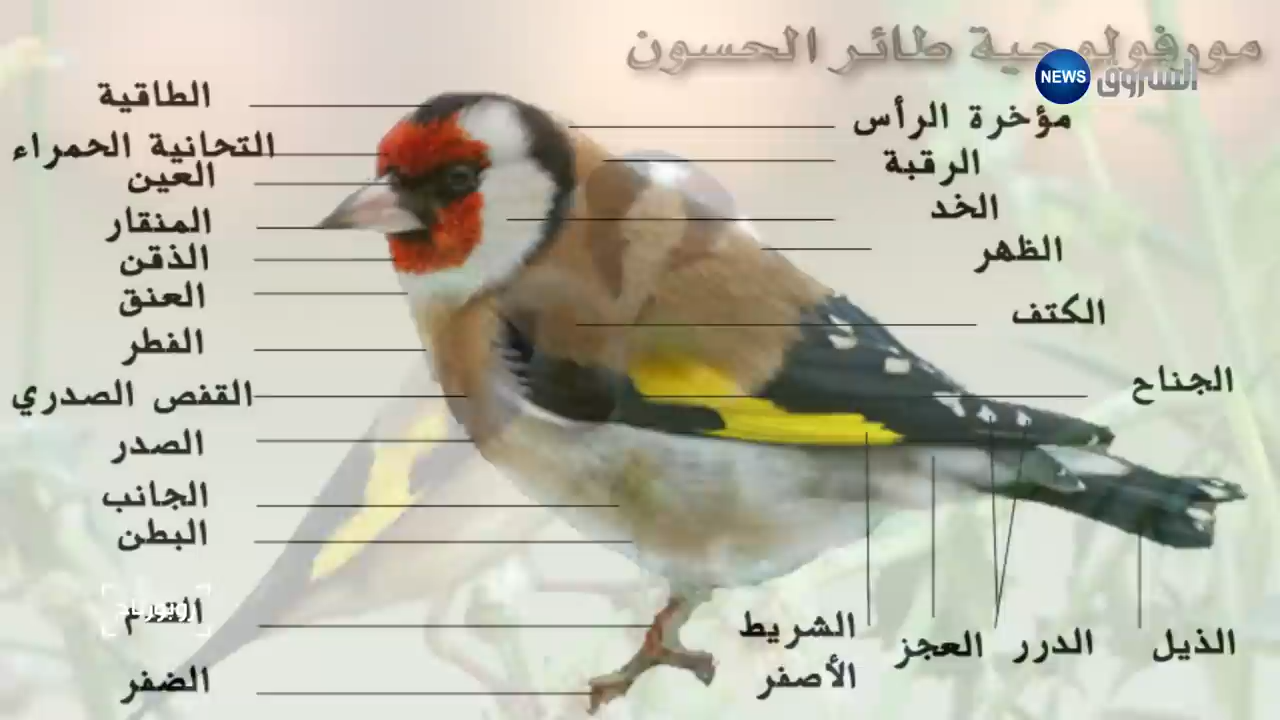 مورفولوجية طائر الحسون
الشروق
NEWS
مؤخرة الرأس
الرقبة
الخد
الظهر
الكتف
الجناح
الطاقية
التحانية الحمراء
العين
المنقار
الذقن
العنق
الفطر
القفص الصدري
الصدر
الجانب
البطن
الضفر
الشريط
الأصفر
العجز
الدرر
الذيل